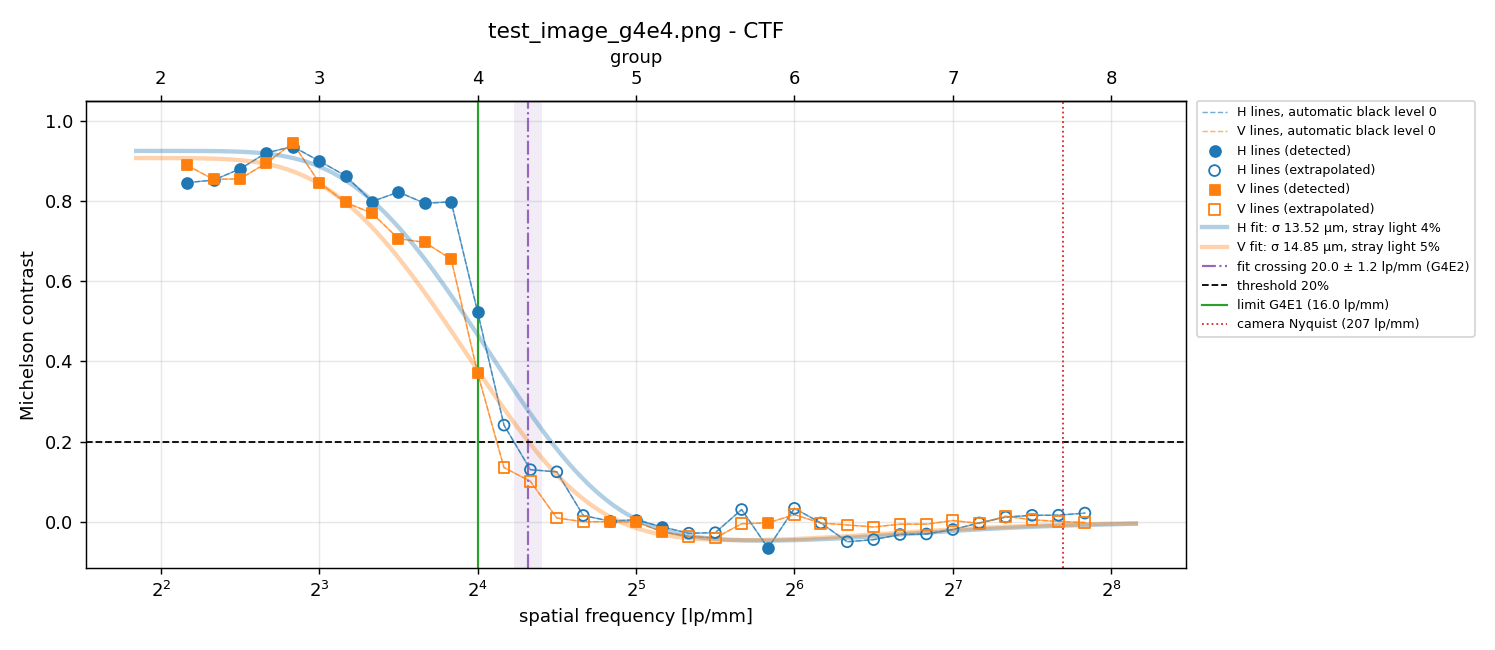 test_image_g4e4.png - CTF
group
2 3 4 5 6 7 8
1.0
0.8
0.6
0.4
0.2
0.0
Michelson contrast
2² 2³ 2⁴ 2⁵ 2⁶ 2⁷ 2⁸
spatial frequency [lp/mm]
H lines, automatic black level 0
V lines, automatic black level 0
H lines (detected)
H lines (extrapolated)
V lines (detected)
V lines (extrapolated)
H fit: σ 13.52 µm, stray light 4%
V fit: σ 14.85 µm, stray light 5%
fit crossing 20.0 ± 1.2 lp/mm (G4E2)
threshold 20%
limit G4E1 (16.0 lp/mm)
camera Nyquist (207 lp/mm)